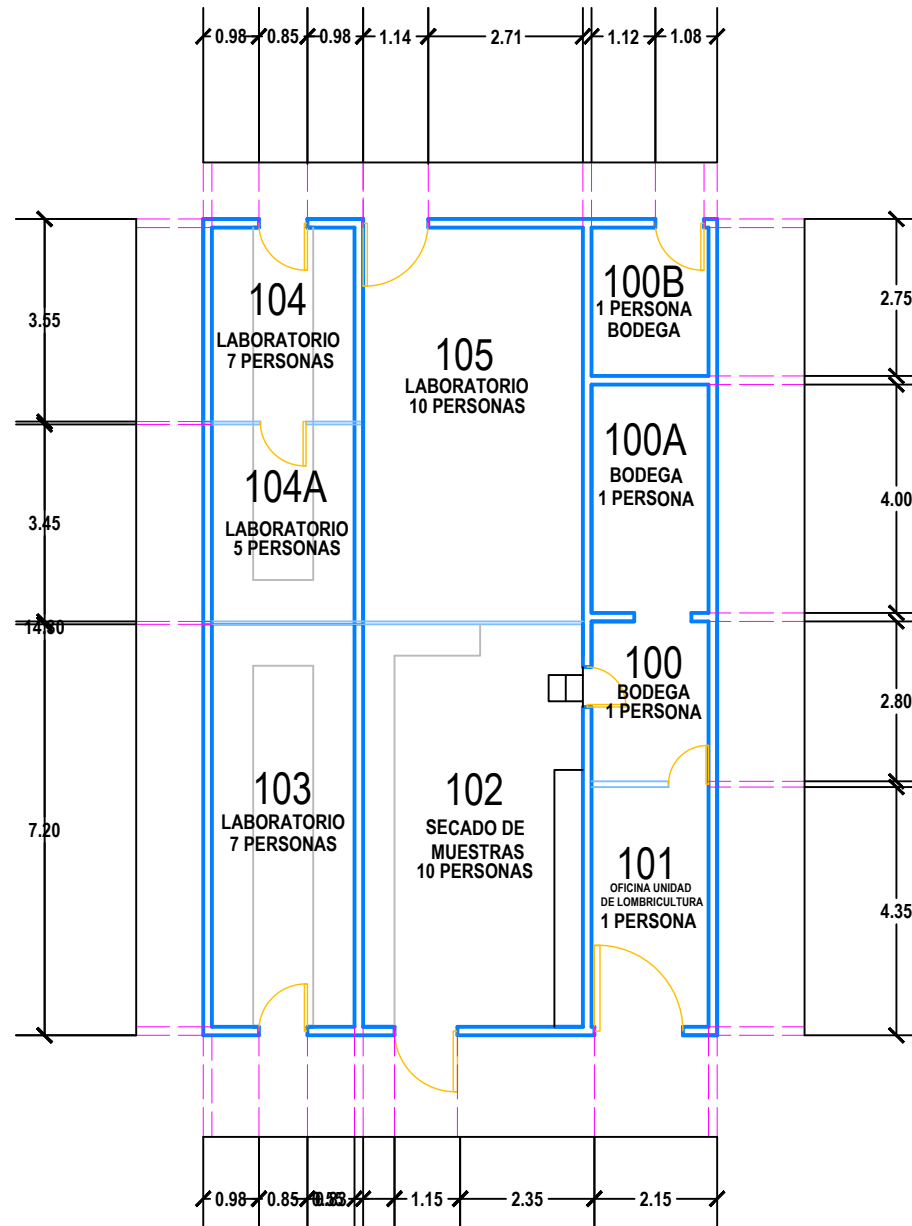 0.98 0.85 0.98 1.14 2.71 1.12 1.08
3.55
3.45
7.20
2.75
4.00
2.80
4.35
104
LABORATORIO
7 PERSONAS
104A
LABORATORIO
5 PERSONAS
103
LABORATORIO
7 PERSONAS
105
LABORATORIO
10 PERSONAS
102
SECADO DE
MUESTRAS
10 PERSONAS
100B
1 PERSONA
BODEGA
100A
BODEGA
1 PERSONA
100
BODEGA
1 PERSONA
101
OFICINA UNIDAD
DE LOMBRICULTURA
1 PERSONA
0.98 0.85 1.15 2.35 2.15